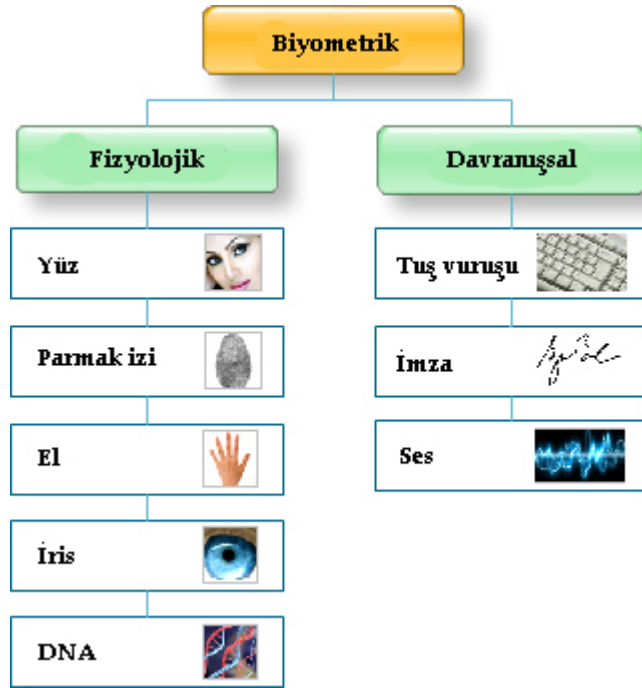 Biyometrik
Fizyolojik
Yüz
Parmak izi
El
İris
DNA
Davranışsal
Tuş vuruşu
İmza
Ses